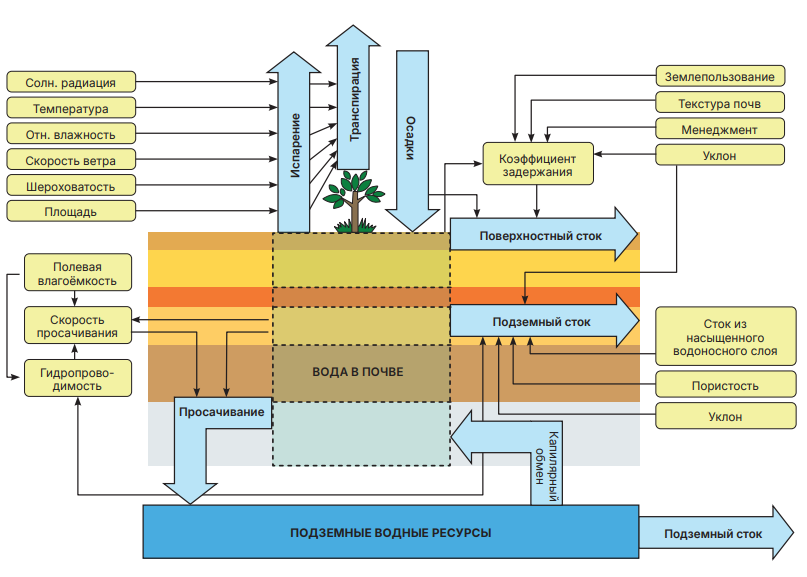 Солн. радиация
Температура
Отн. влажность
Скорость ветра
Шероховатость
Площадь
Испарение
Транспирация
Осадки
Землепользование
Текстура почв
Менеджмент
Уклон
Коэффициент
задержания
Поверхностный сток
Полевая
влагоёмкость
Скорость
просачивания
Гидропрово-
димость
Подземный сток
Сток из
насыщенного
водоносного слоя
Пористость
Уклон
ВОДА В ПОЧВЕ
Просачивание
Капилярный
обмен
ПОДЗЕМНЫЕ ВОДНЫЕ РЕСУРСЫ
Подземный сток